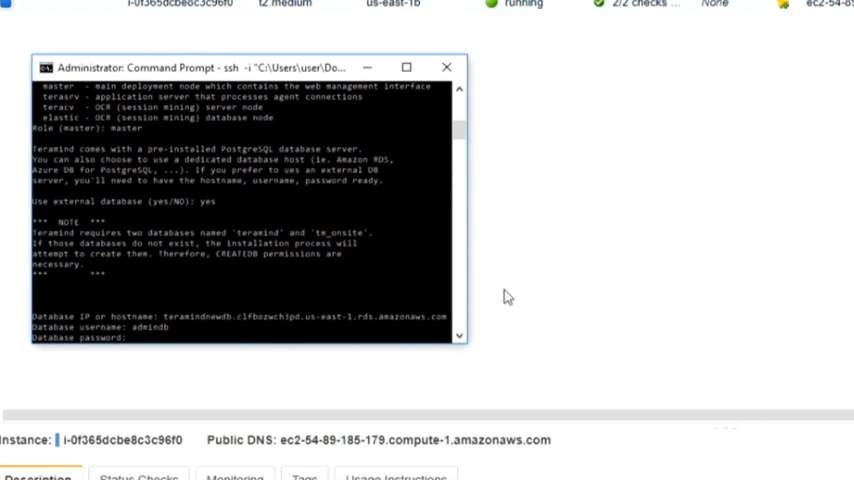 i-0f365dcbe8c3c96f0 t2.medium us-east-1b running 2/2 checks ... None ec2-54-8
Administrator: Command Prompt - ssh -i "C:\Users\user\Do...
master - main deployment node which contains the web management interface
terasrv - application server that processes agent connections
teracv - OCR (session mining) server node
elastic - OCR (session mining) database node
Role (master): master
Teramind comes with a pre-installed PostgreSQL database server.
You can also choose to use a dedicated database host (ie. Amazon RDS,
Azure DB for PostgreSQL, ...). If you prefer to ues an external DB
server, you'll need to have the hostname, username, password ready.
Use external database (yes/NO): yes
*** NOTE ***
Teramind requires two databases named 'teramind' and 'tm_onsite'.
If those databases do not exist, the installation process will
attempt to create them. Therefore, CREATEDB permissions are
necessary.
*** ***
Database IP or hostname: teramindnewdb.clfbozwchjpd.us-east-1.rds.amazonaws.com
Database username: admindb
Database password:
Instance: i-0f365dcbe8c3c96f0 Public DNS: ec2-54-89-185-179.compute-1.amazonaws.com
Description Status Checks Monitoring Tags Usage Instructions